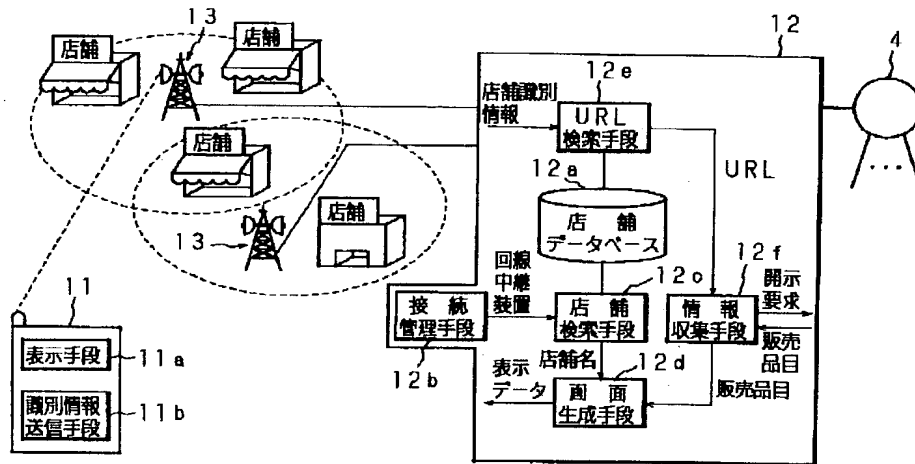 13
店舗
店舗
12
4
12e
店舗識別
情報
URL
検索手段
店舗
12a
URL
店舗
データベース
店舗
13
12f
11
回線
中継
装置
12c
開示
要求
接続
管理手段
店舗
検索手段
情報
収集手段
表示手段
11a
12b
店舗名
12d
販売
品目
表示
データ
販売品目
識別情報
送信手段
11b
画面
生成手段